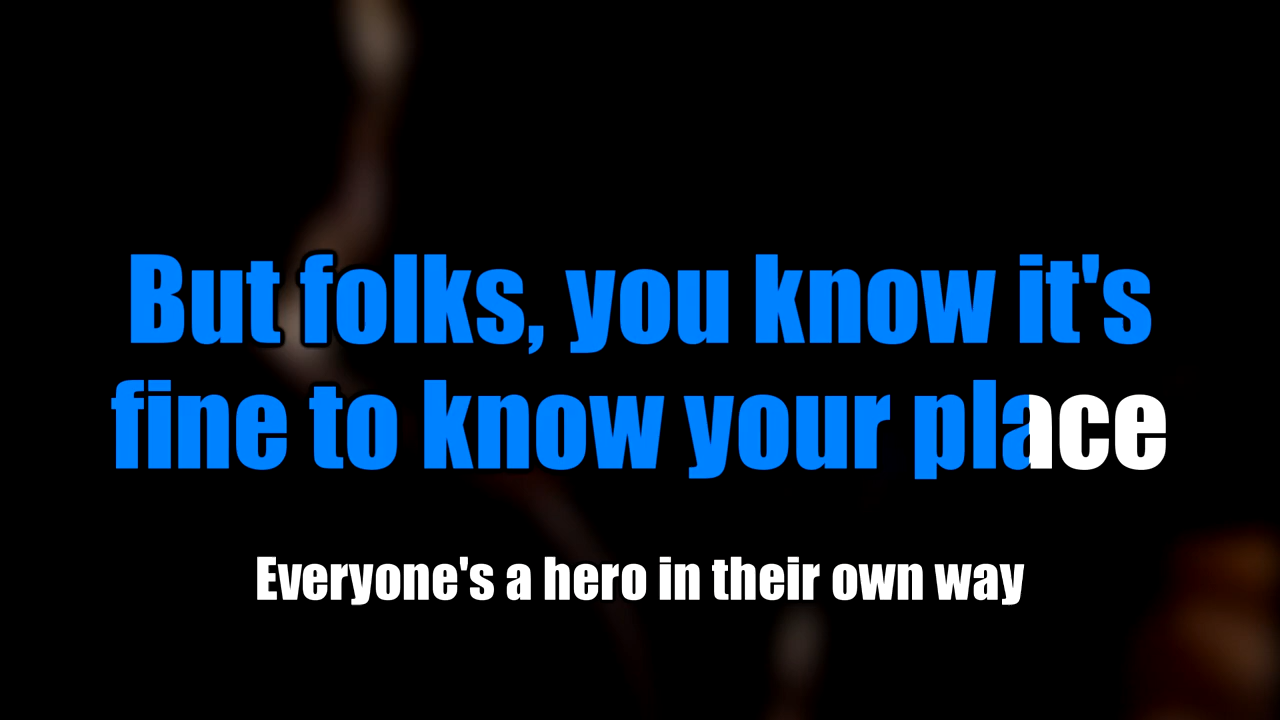 But folks, you know it's
fine to know your place
Everyone's a hero in their own way